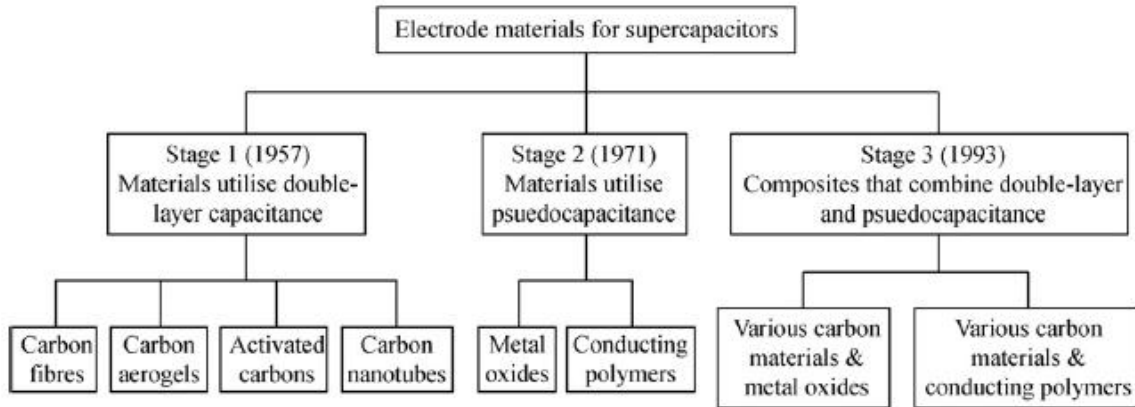 Electrode materials for supercapacitors
Stage 1 (1957)
Materials utilise double-
layer capacitance
Stage 2 (1971)
Materials utilise
psuedocapacitance
Stage 3 (1993)
Composites that combine double-layer
and psuedocapacitance
Carbon
fibres
Carbon
aerogels
Activated
carbons
Carbon
nanotubes
Metal
oxides
Conducting
polymers
Various carbon
materials &
metal oxides
Various carbon
materials &
conducting polymers